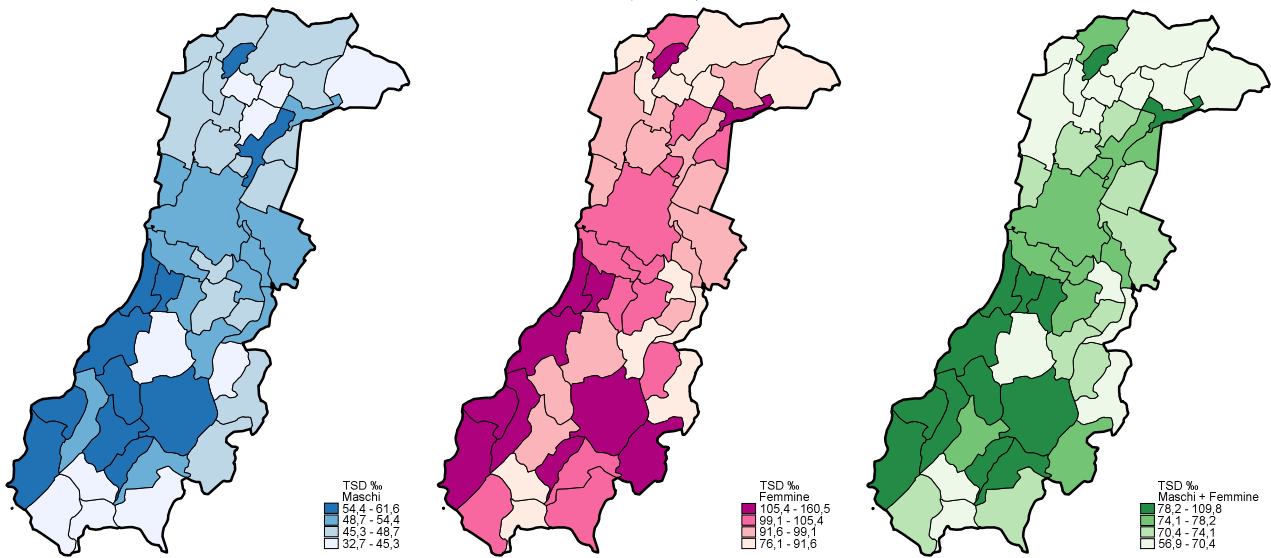 TSD ‰
Maschi
54,4 - 61,6
48,7 - 54,4
45,3 - 48,7
32,7 - 45,3
TSD ‰
Femmine
105,4 - 160,5
99,1 - 105,4
91,6 - 99,1
76,1 - 91,6
TSD ‰
Maschi + Femmine
78,2 - 109,8
74,1 - 78,2
70,4 - 74,1
56,9 - 70,4